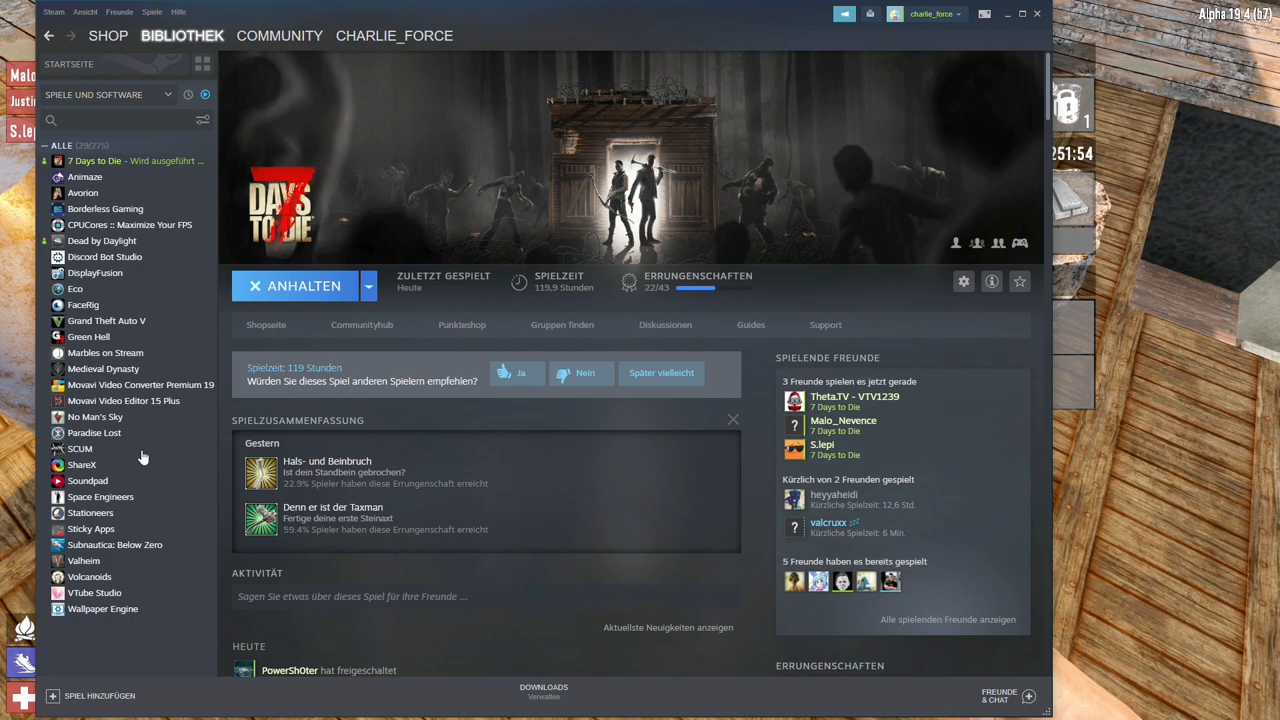 Steam Ansicht Freunde Spiele Hilfe
charlie_force
Alpha 19.4 (b7)
SHOP BIBLIOTHEK COMMUNITY CHARLIE_FORCE
STARTSEITE
SPIELE UND SOFTWARE
ALLE (29/275)
7 Days to Die - Wird ausgeführt ...
Animaze
Avorion
Borderless Gaming
CPUCores :: Maximize Your FPS
Dead by Daylight
Discord Bot Studio
DisplayFusion
Eco
FaceRig
Grand Theft Auto V
Green Hell
Marbles on Stream
Medieval Dynasty
Movavi Video Converter Premium 19
Movavi Video Editor 15 Plus
No Man's Sky
Paradise Lost
SCUM
ShareX
Soundpad
Space Engineers
Stationeers
Sticky Apps
Subnautica: Below Zero
Valheim
Volcanoids
VTube Studio
Wallpaper Engine
SPIEL HINZUFÜGEN
Malo
Justi
S.lep
7 DAYS TO DIE
ANHALTEN
ZULETZT GESPIELT
Heute
SPIELZEIT
119,9 Stunden
ERRUNGENSCHAFTEN
22/43
Shopseite Communityhub Punkteshop Gruppen finden Diskussionen Guides Support
Spielzeit: 119 Stunden
Würden Sie dieses Spiel anderen Spielern empfehlen?
Ja
Nein
Später vielleicht
SPIELZUSAMMENFASSUNG
Gestern
Hals- und Beinbruch
Ist dein Standbein gebrochen?
22.9% Spieler haben diese Errungenschaft erreicht
Denn er ist der Taxman
Fertige deine erste Steinaxt
59.4% Spieler haben diese Errungenschaft erreicht
AKTIVITÄT
Sagen Sie etwas über dieses Spiel für Ihre Freunde ...
Aktuellste Neuigkeiten anzeigen
HEUTE
PowerSh0ter hat freigeschaltet
SPIELENDE FREUNDE
3 Freunde spielen es jetzt gerade
Theta.TV - VTV1239
7 Days to Die
Malo_Nevence
7 Days to Die
S.lepi
7 Days to Die
Kürzlich von 2 Freunden gespielt
heyyaheidi
Kürzliche Spielzeit: 12,6 Std.
valcruxx zzz
Kürzliche Spielzeit: 6 Min.
5 Freunde haben es bereits gespielt
Alle spielenden Freunde anzeigen
ERRUNGENSCHAFTEN
DOWNLOADS
Verwalten
FREUNDE
& CHAT
1
251:54